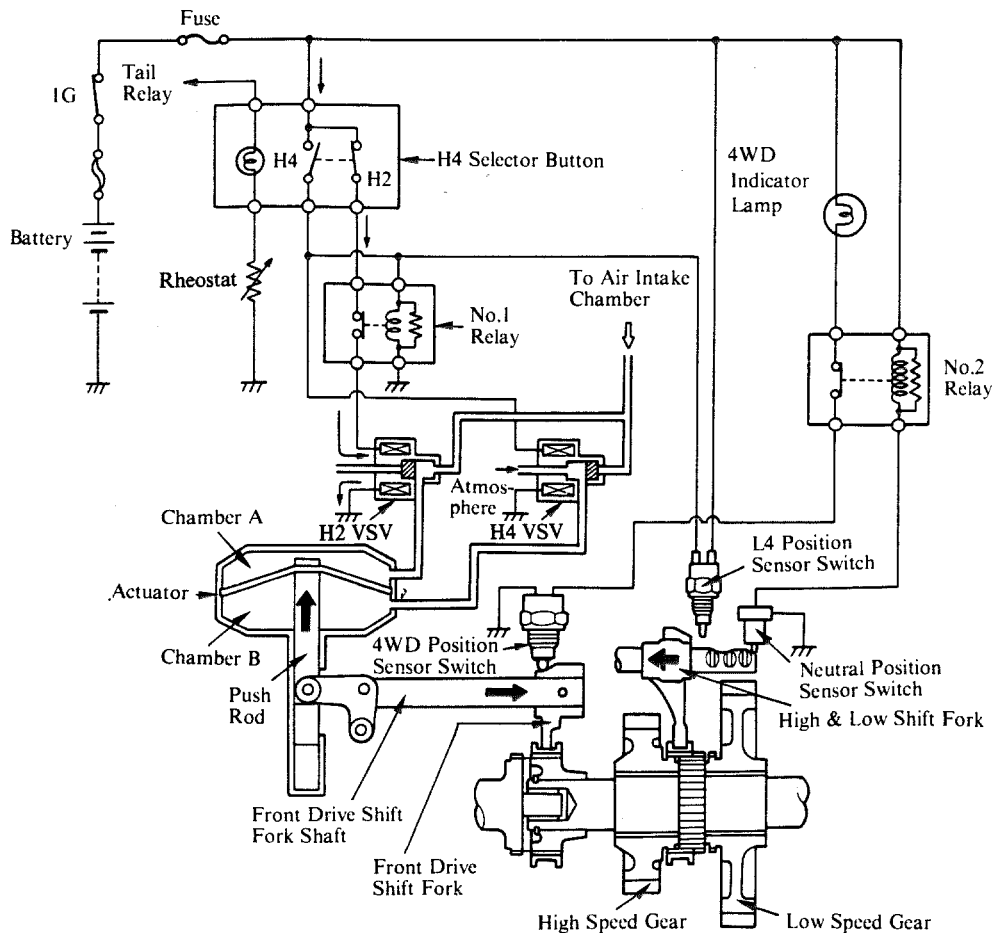 Fuse
Tail
Relay
1G
H4
H2
H4 Selector Button
4WD
Indicator
Lamp
Battery
Rheostat
To Air Intake
Chamber
No.1
Relay
No.2
Relay
Atmos-
phere
H2 VSV
H4 VSV
Chamber A
L4 Position
Sensor Switch
Actuator
4WD Position
Sensor Switch
Chamber B
Neutral Position
Sensor Switch
Push
Rod
High & Low Shift Fork
Front Drive Shift
Fork Shaft
Front Drive
Shift Fork
High Speed Gear
Low Speed Gear